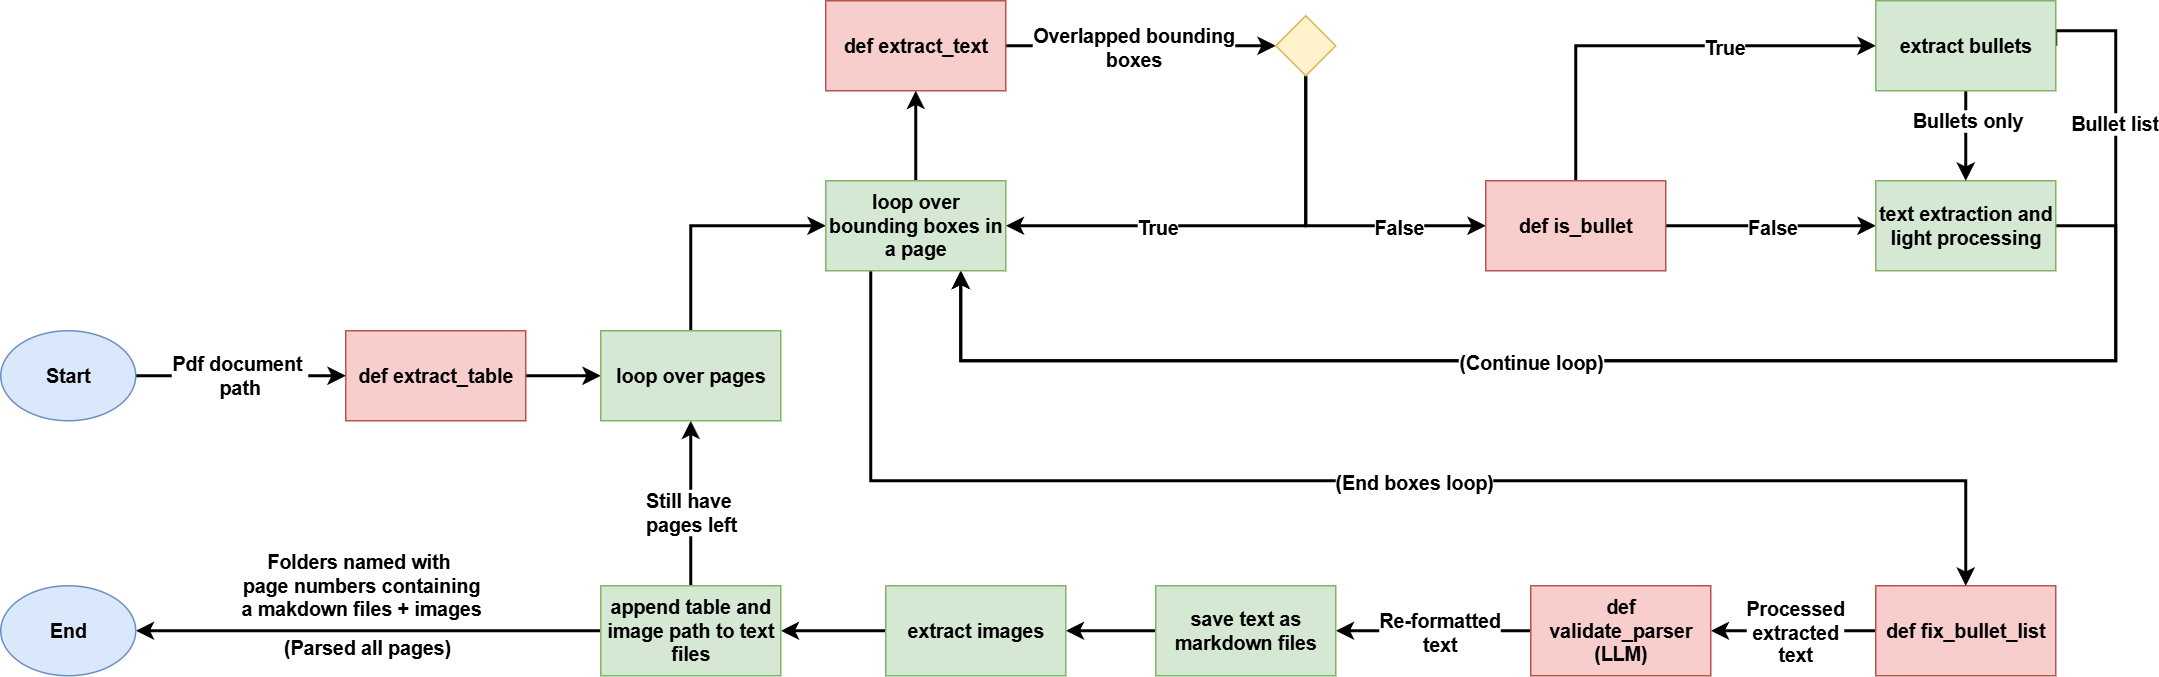 def extract_text
Overlapped bounding
boxes
True
extract bullets
Bullets only
Bullet list
loop over
bounding boxes in
a page
True
False
def is_bullet
False
text extraction and
light processing
(Continue loop)
Start
Pdf document
path
def extract_table
loop over pages
(End boxes loop)
Still have
pages left
Folders named with
page numbers containing
a makdown files + images
(Parsed all pages)
End
append table and
image path to text
files
extract images
save text as
markdown files
Re-formatted
text
def
validate_parser
(LLM)
Processed
extracted
text
def fix_bullet_list